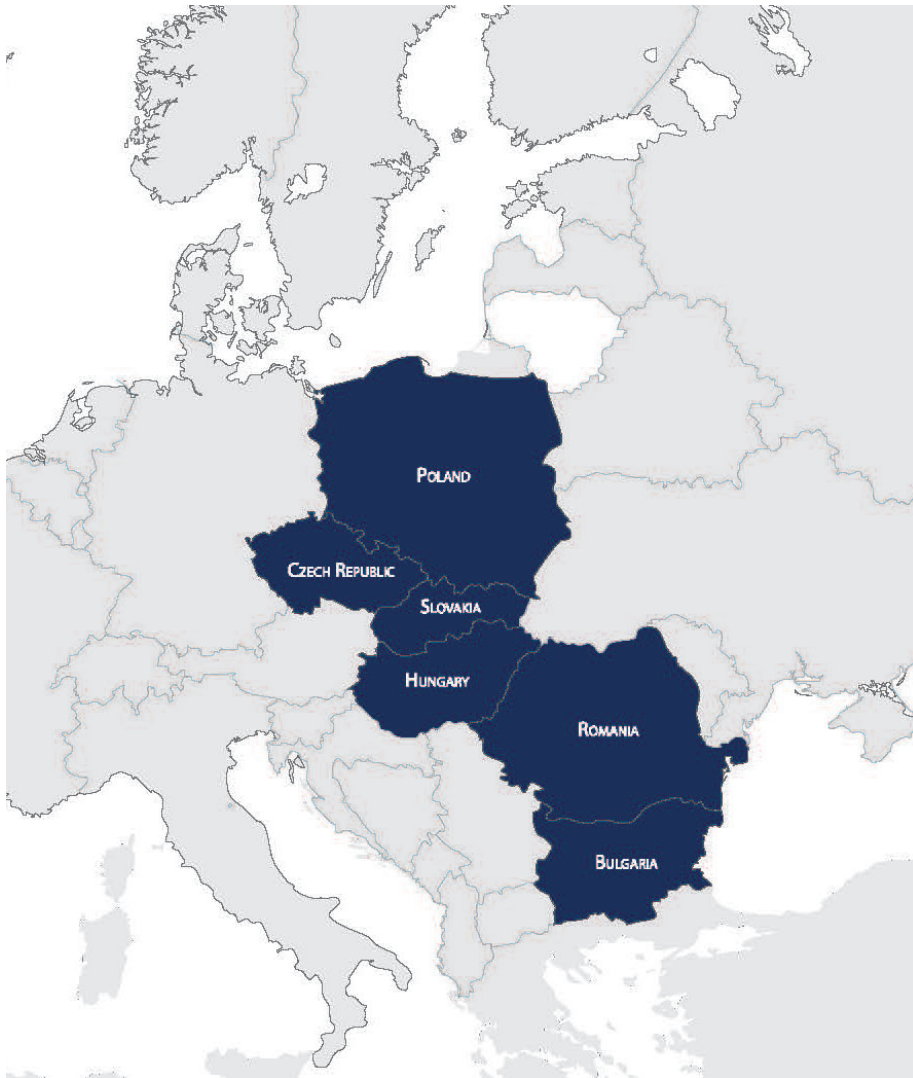 Poland
Czech Republic
Slovakia
Hungary
Romania
Bulgaria